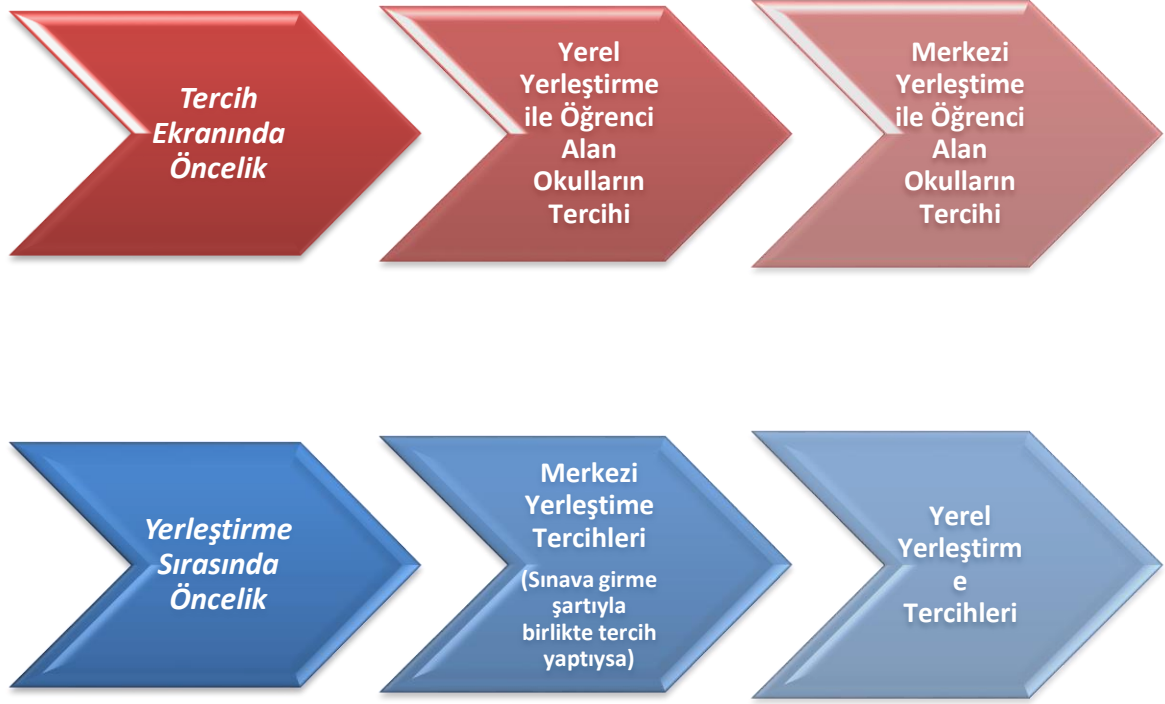 Tercih
Ekranında
Öncelik
Yerel
Yerleştirme
ile Öğrenci
Alan
Okulların
Tercihi
Merkezi
Yerleştime
ile Öğrenci
Alan
Okulların
Tercihi
Yerleştirme
Sırasında
Öncelik
Merkezi
Yerleştime
Tercihleri
(Sınava girme
şartıyla
birlikte tercih
yaptıysa)
Yerel
Yerleştirm
e
Tercihleri